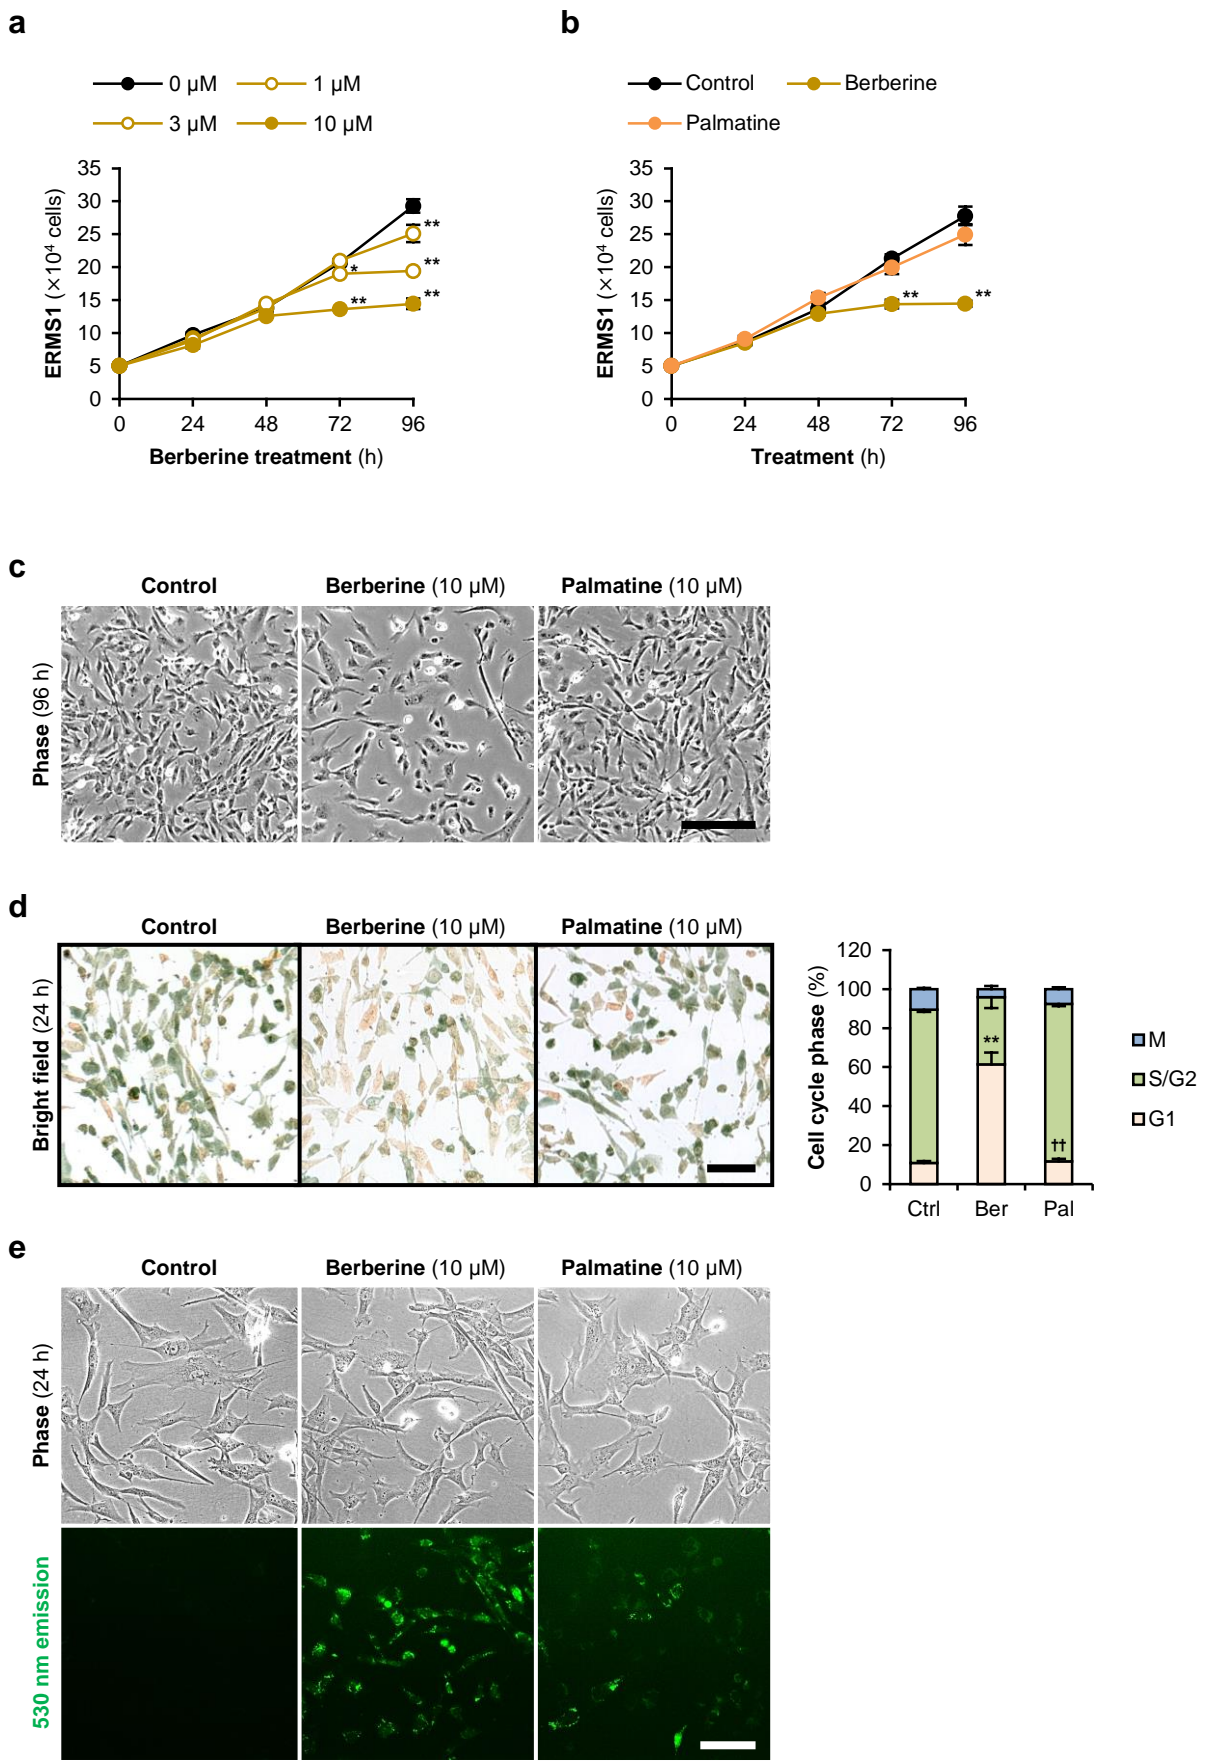 a
0 µM
1 µM
3 µM
10 µM
ERMS1 (×10⁴ cells)
35
30
25
20
15
10
5
0
**
**
*
**
**
0 24 48 72 96
Berberine treatment (h)
b
Control
Berberine
Palmatine
ERMS1 (×10⁴ cells)
35
30
25
20
15
10
5
0
**
**
0 24 48 72 96
Treatment (h)
c
Control
Berberine (10 µM)
Palmatine (10 µM)
Phase (96 h)
d
Control
Berberine (10 µM)
Palmatine (10 µM)
Bright field (24 h)
Cell cycle phase (%)
120
100
80
60
40
20
0
**
††
Ctrl Ber Pal
M
S/G2
G1
e
Control
Berberine (10 µM)
Palmatine (10 µM)
Phase (24 h)
530 nm emission